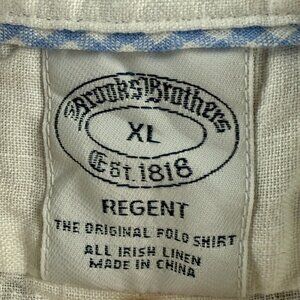 Brooks Brothers
XL
Est. 1818
REGENT
THE ORIGINAL POLO SHIRT
ALL IRISH LINEN
MADE IN CHINA